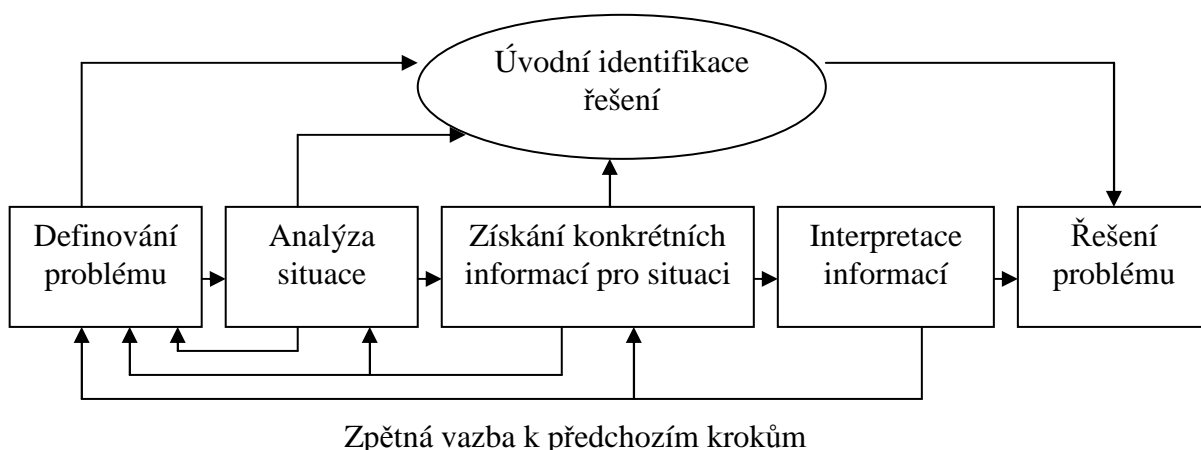 Úvodní identifikace
řešení
Definování
problému
Analýza
situace
Získání konkrétních
informací pro situaci
Interpretace
informací
Řešení
problému
Zpětná vazba k předchozím krokům